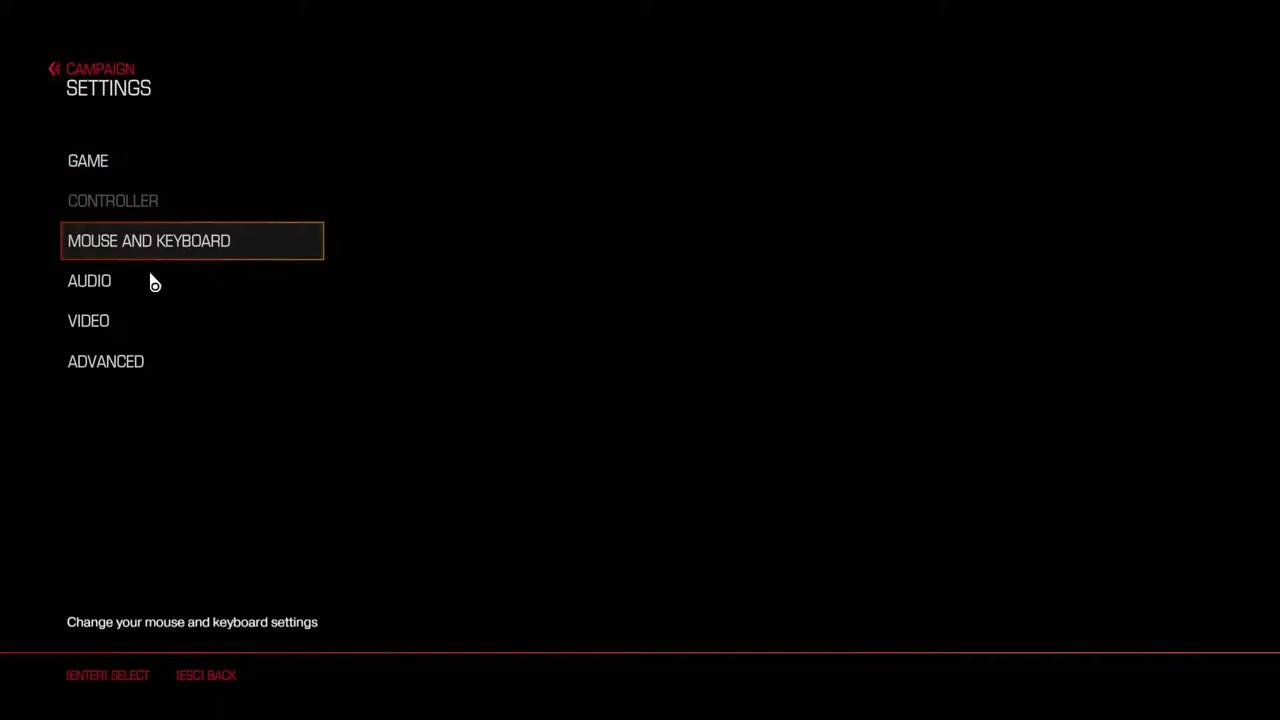 CAMPAIGN
SETTINGS
GAME
CONTROLLER
MOUSE AND KEYBOARD
AUDIO
VIDEO
ADVANCED
Change your mouse and keyboard settings
[ENTER] SELECT [ESC] BACK